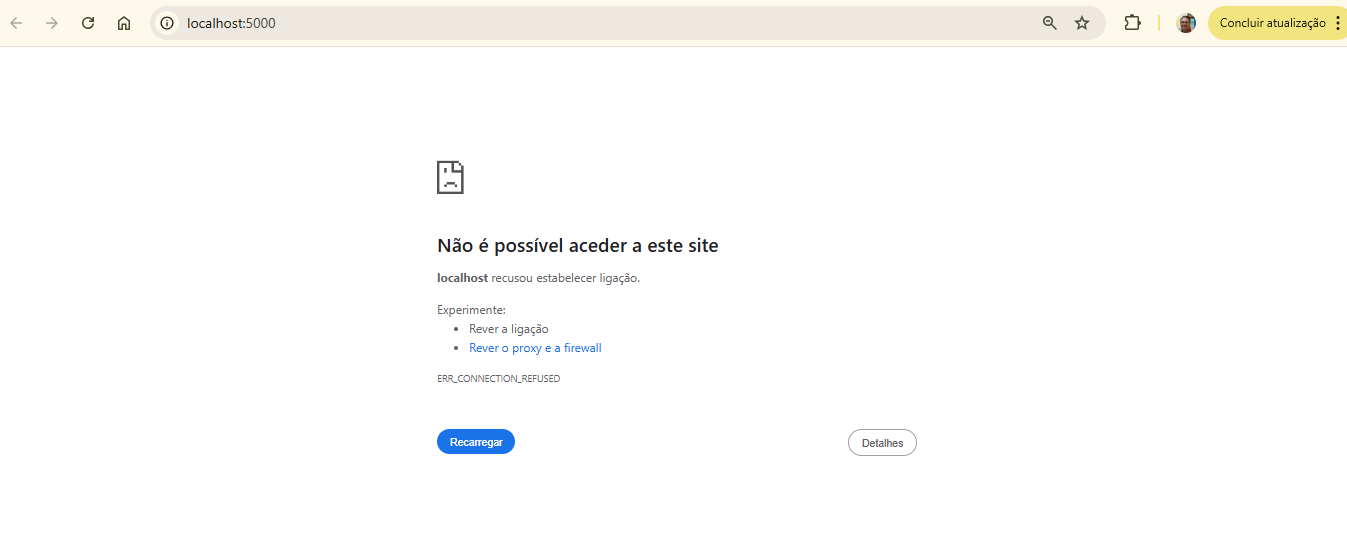 localhost:5000
Concluir atualização
Não é possível aceder a este site
localhost recusou estabelecer ligação.
Experimente:
• Rever a ligação
• Rever o proxy e a firewall
ERR_CONNECTION_REFUSED
Recarregar
Detalhes